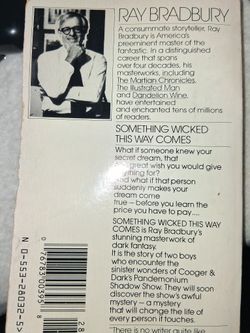 RAY BRADBURY
A consummate storyteller, Ray
Bradbury is America's
preeminent master of the
fantastic. In a distinguished
career that spans
over four decades, his
masterworks, including
The Martian Chronicles,
The Illustrated Man
and Dandelion Wine,
have entertained
and enchanted tens of millions
of readers.
SOMETHING WICKED
THIS WAY COMES
What if someone knew your
secret dream, that
great wish you would give
anything for?
And what if that person
suddenly makes your
dream come
true – before you learn the
price you have to pay....
SOMETHING WICKED THIS WAY
COMES is Ray Bradbury's
stunning masterwork of
dark fantasy.
It is the story of two boys
who encounter the
sinister wonders of Cooger &
Dark's Pandemonium
Shadow Show. They will soon
discover the show's awful
mystery – a mystery
that will change the life of
every person it touches.
"There is no writer quite like